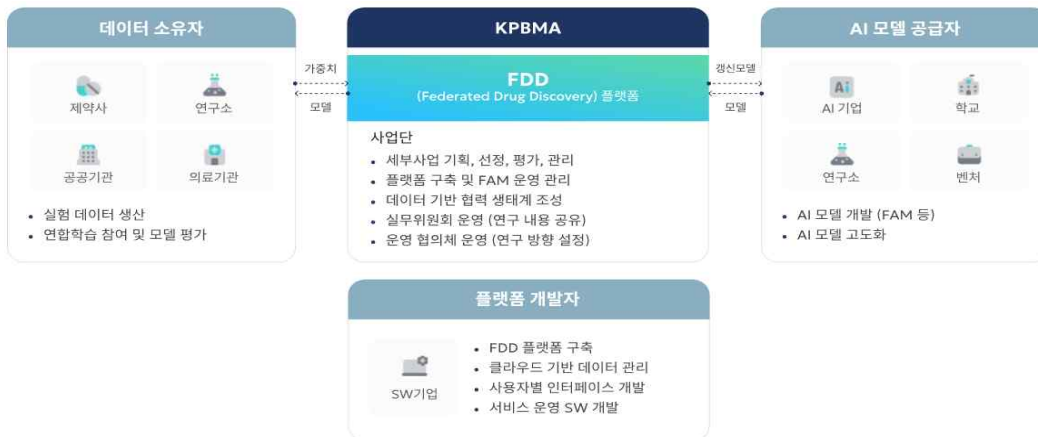 데이터 소유자
제약사
연구소
공공기관
의료기관
• 실험 데이터 생산
• 연합학습 참여 및 모델 평가
가중치
모델
KPBMA
FDD
(Federated Drug Discovery) 플랫폼
사업단
• 세부사업 기획, 선정, 평가, 관리
• 플랫폼 구축 및 FAM 운영 관리
• 데이터 기반 협력 생태계 조성
• 실무위원회 운영 (연구 내용 공유)
• 운영 협의체 운영 (연구 방향 설정)
갱신모델
모델
AI 모델 공급자
Ai
AI 기업
학교
연구소
벤처
• AI 모델 개발 (FAM 등)
• AI 모델 고도화
플랫폼 개발자
SW기업
• FDD 플랫폼 구축
• 클라우드 기반 데이터 관리
• 사용자별 인터페이스 개발
• 서비스 운영 SW 개발